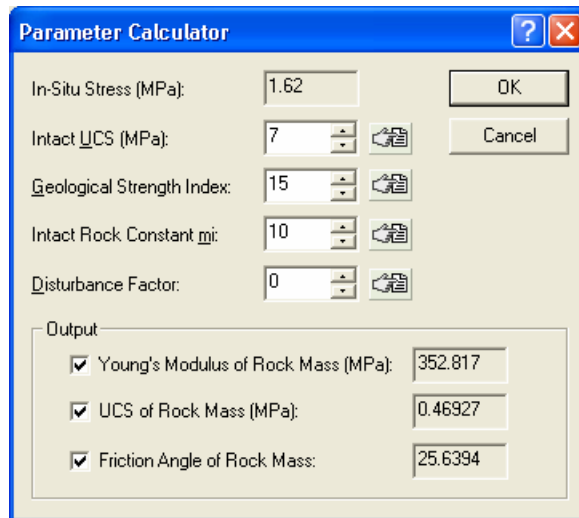 Parameter Calculator
In-Situ Stress (MPa): 1.62 OK
Intact UCS (MPa): 7 Cancel
Geological Strength Index: 15
Intact Rock Constant mi: 10
Disturbance Factor: 0
Output
Young's Modulus of Rock Mass (MPa): 352.817
UCS of Rock Mass (MPa): 0.46927
Friction Angle of Rock Mass: 25.6394